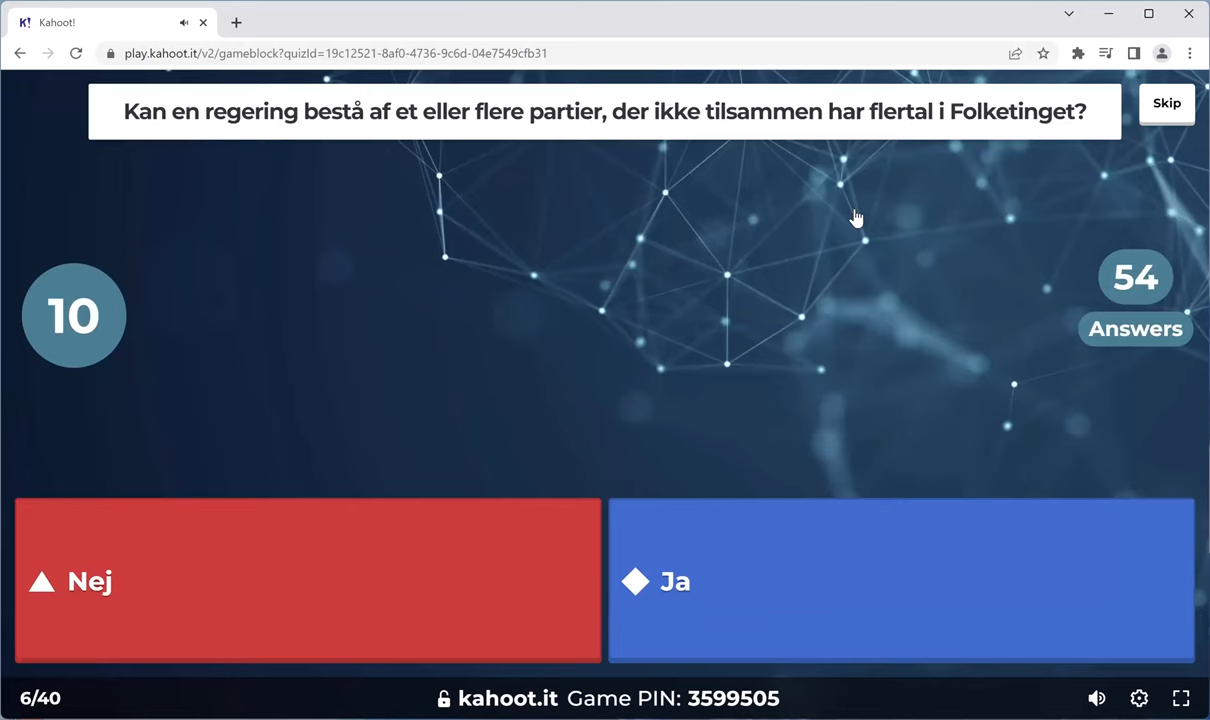 K! Kahoot!
play.kahoot.it/v2/gameblock?quizId=19c12521-8af0-4736-9c6d-04e7549cfb31
Kan en regering bestå af et eller flere partier, der ikke tilsammen har flertal i Folketinget?
Skip
10
54
Answers
Nej
Ja
6/40
kahoot.it Game PIN: 3599505